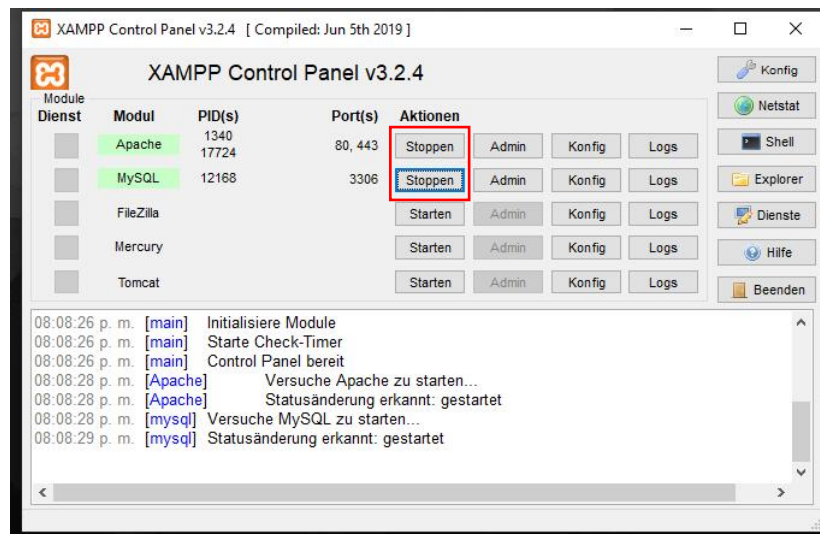 XAMPP Control Panel v3.2.4 [ Compiled: Jun 5th 2019 ]
XAMPP Control Panel v3.2.4
Konfig
Module
Dienst Modul PID(s) Port(s) Aktionen
Netstat
Apache 1340 17724 80, 443 Stoppen Admin Konfig Logs
Shell
MySQL 12168 3306 Stoppen Admin Konfig Logs
Explorer
FileZilla Starten Admin Konfig Logs
Dienste
Mercury Starten Admin Konfig Logs
Hilfe
Tomcat Starten Admin Konfig Logs
Beenden
08:08:26 p. m. [main] Initialisiere Module
08:08:26 p. m. [main] Starte Check-Timer
08:08:26 p. m. [main] Control Panel bereit
08:08:28 p. m. [Apache] Versuche Apache zu starten...
08:08:28 p. m. [Apache] Statusänderung erkannt: gestartet
08:08:28 p. m. [mysql] Versuche MySQL zu starten...
08:08:29 p. m. [mysql] Statusänderung erkannt: gestartet